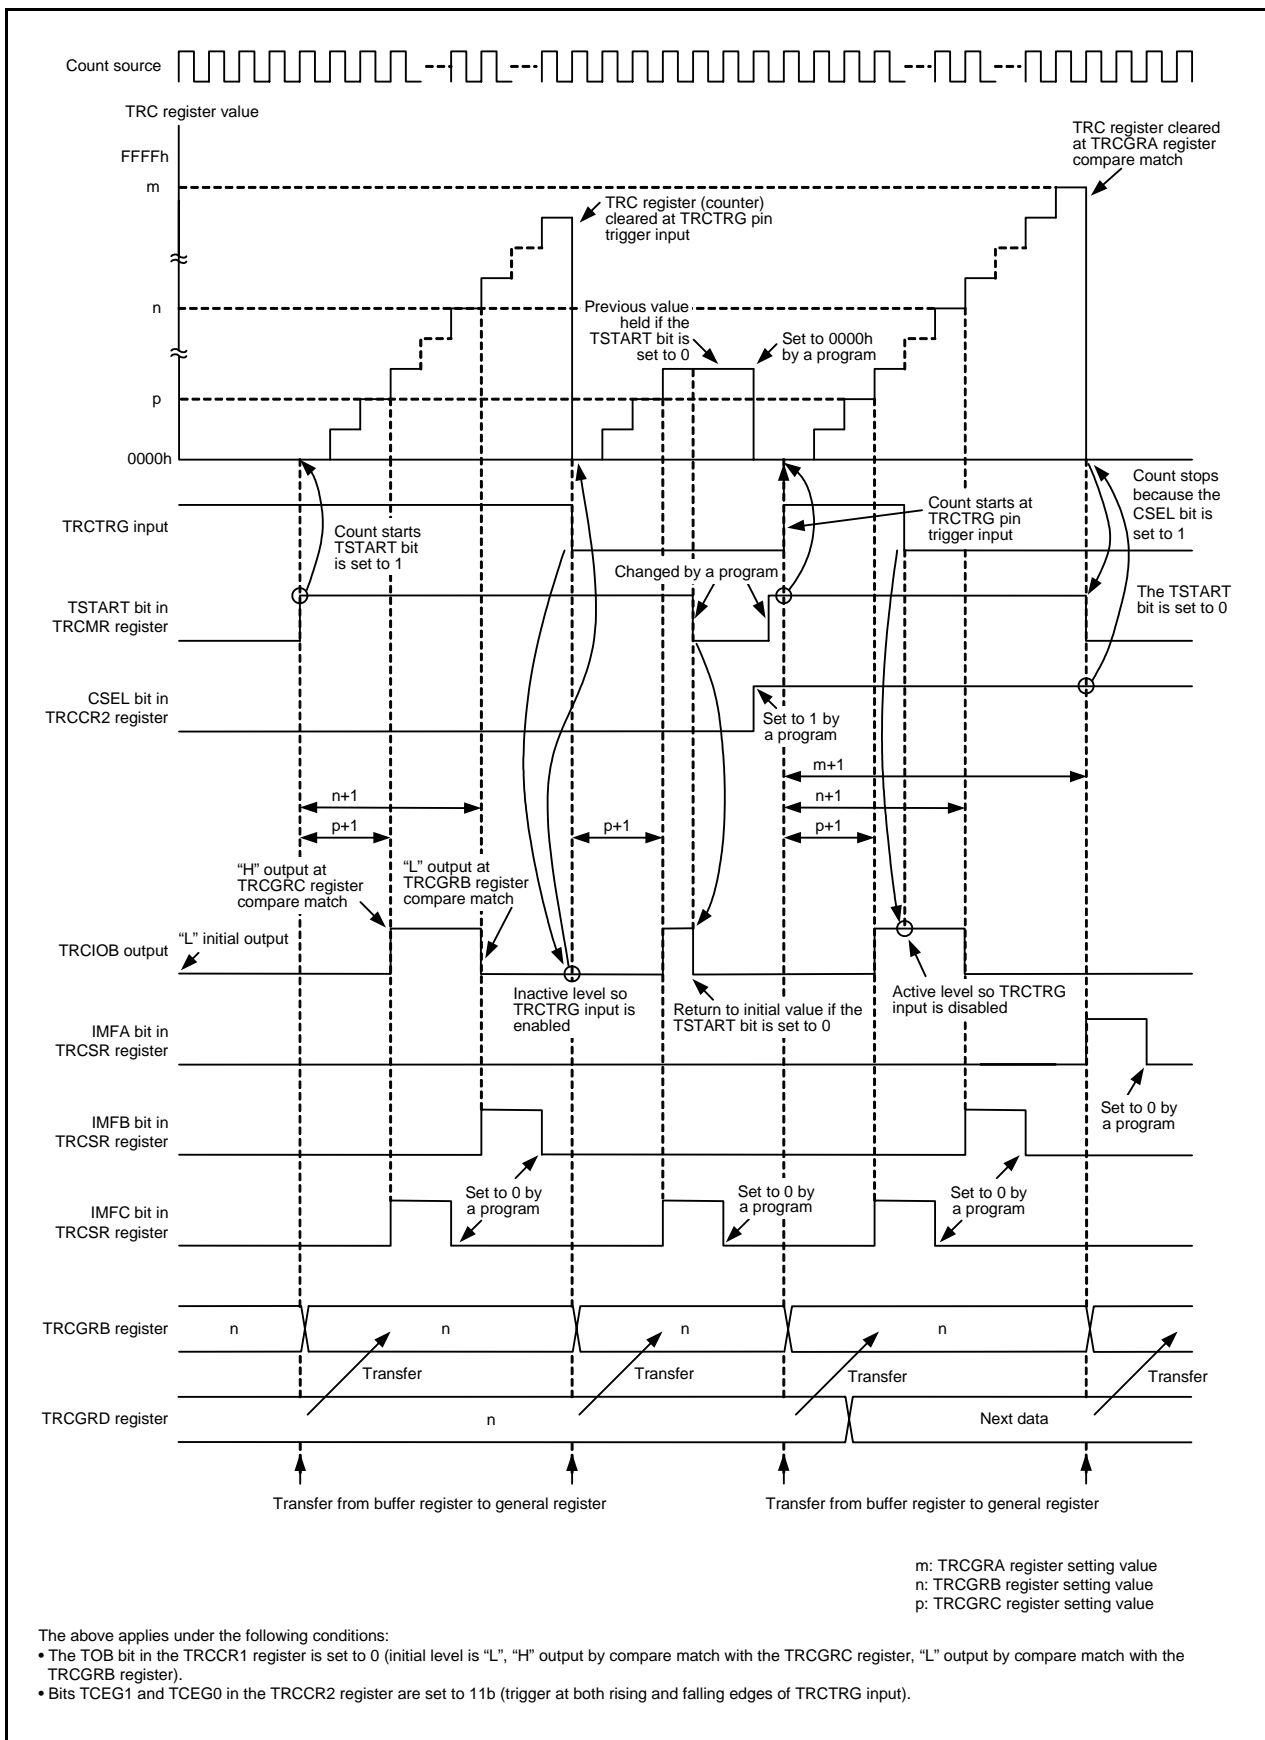 Count source
TRC register value
FFFFh
m
TRC register cleared
at TRCGRA register
compare match
TRC register (counter)
cleared at TRCTRG pin
trigger input
n
Previous value
held if the
TSTART bit is
set to 0
Set to 0000h
by a program
p
0000h
TRCTRG input
Count starts
TSTART bit
is set to 1
Count starts at
TRCTRG pin
trigger input
Count stops
because the
CSEL bit is
set to 1
Changed by a program
TSTART bit in
TRCMR register
The TSTART
bit is set to 0
CSEL bit in
TRCCR2 register
Set to 1 by
a program
m+1
n+1
n+1
p+1
p+1
p+1
“H” output at
TRCGRC register
compare match
“L” output at
TRCGRB register
compare match
“L” initial output
TRCIOB output
Inactive level so
TRCTRG input is
enabled
Return to initial value if the
TSTART bit is set to 0
Active level so TRCTRG
input is disabled
IMFA bit in
TRCSR register
Set to 0 by
a program
IMFB bit in
TRCSR register
Set to 0 by
a program
Set to 0 by
a program
Set to 0 by
a program
IMFC bit in
TRCSR register
TRCGRB register
n
n
n
n
Transfer
Transfer
Transfer
Transfer
TRCGRD register
n
Next data
Transfer from buffer register to general register
Transfer from buffer register to general register
m: TRCGRA register setting value
n: TRCGRB register setting value
p: TRCGRC register setting value
The above applies under the following conditions:
• The TOB bit in the TRCCR1 register is set to 0 (initial level is “L”, “H” output by compare match with the TRCGRC register, “L” output by compare match with the
TRCGRB register).
• Bits TCEG1 and TCEG0 in the TRCCR2 register are set to 11b (trigger at both rising and falling edges of TRCTRG input).